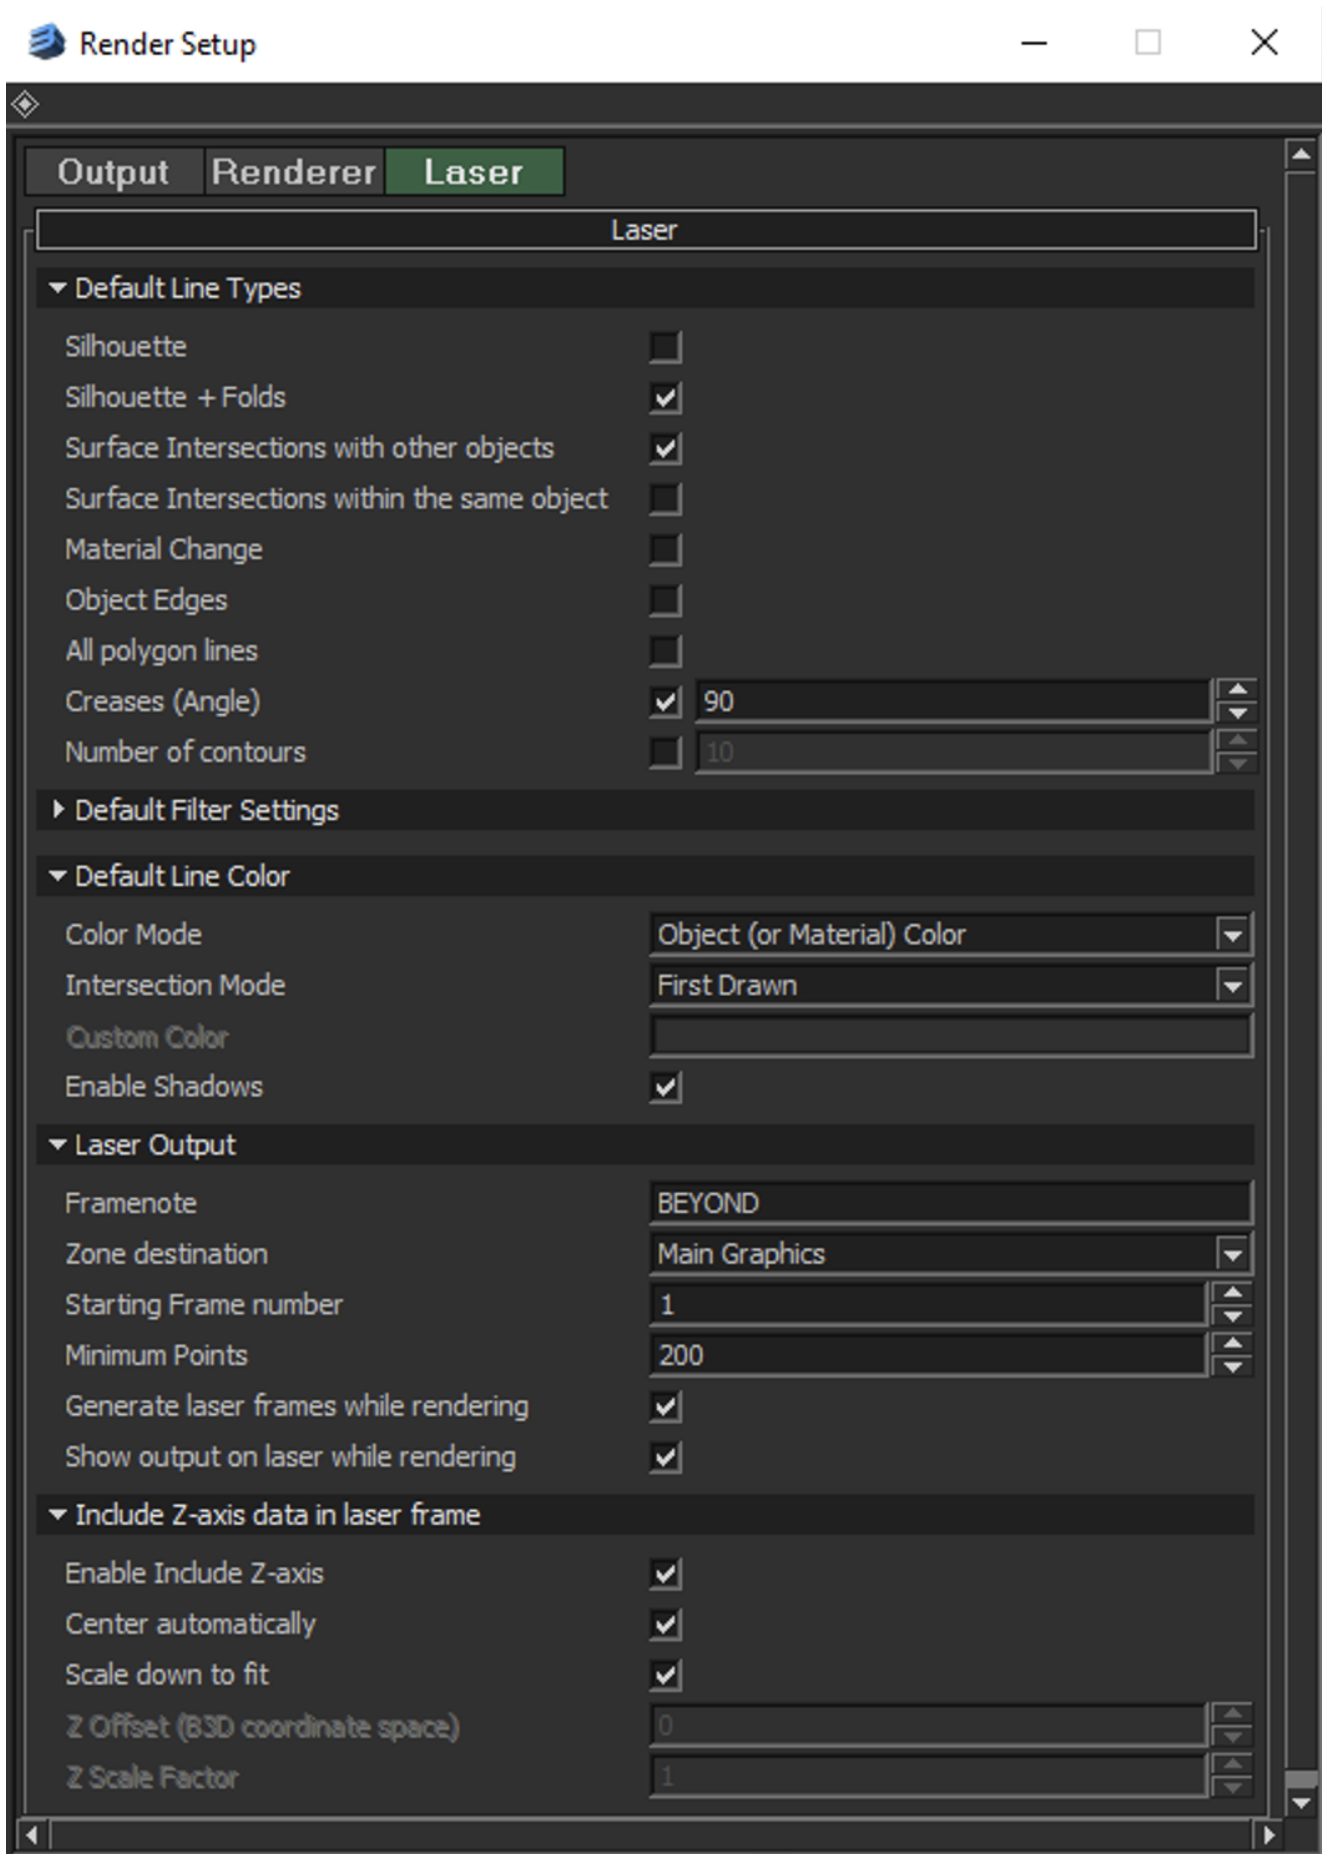 Render Setup
Output Renderer Laser
Laser
Default Line Types
Silhouette
Silhouette + Folds
Surface Intersections with other objects
Surface Intersections within the same object
Material Change
Object Edges
All polygon lines
Creases (Angle) 90
Number of contours 10
Default Filter Settings
Default Line Color
Color Mode Object (or Material) Color
Intersection Mode First Drawn
Custom Color
Enable Shadows
Laser Output
Framenote BEYOND
Zone destination Main Graphics
Starting Frame number 1
Minimum Points 200
Generate laser frames while rendering
Show output on laser while rendering
Include Z-axis data in laser frame
Enable Include Z-axis
Center automatically
Scale down to fit
Z Offset (B3D coordinate space) 0
Z Scale Factor 1